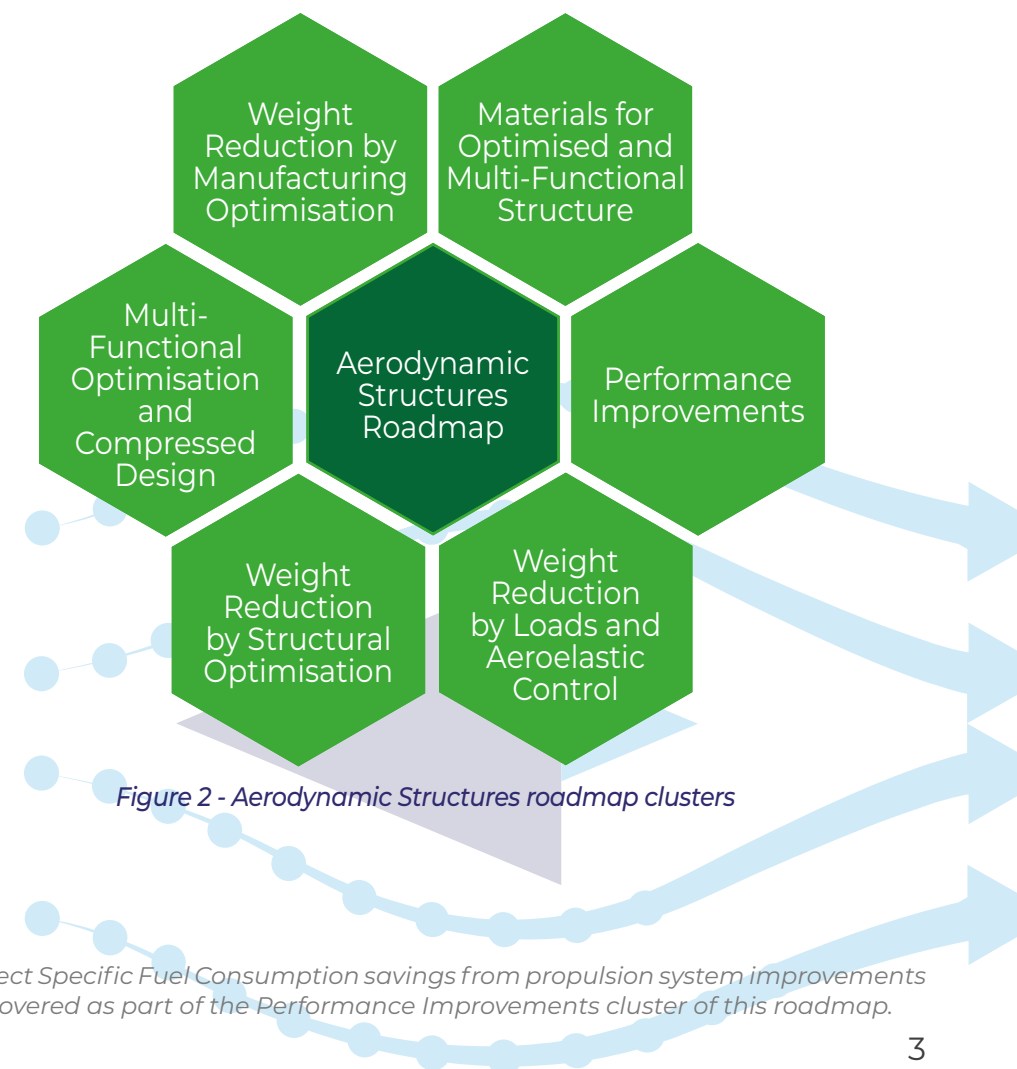 Weight
Reduction by
Manufacturing
Optimisation
Materials for
Optimised and
Multi-Functional
Structure
Multi-
Functional
Optimisation
and
Compressed
Design
Aerodynamic
Structures
Roadmap
Performance
Improvements
Weight
Reduction
by Structural
Optimisation
Weight
Reduction
by Loads and
Aeroelastic
Control
Figure 2 - Aerodynamic Structures roadmap clusters
Specific Fuel Consumption savings from propulsion system improvements
as part of the Performance Improvements cluster of this roadmap.
3